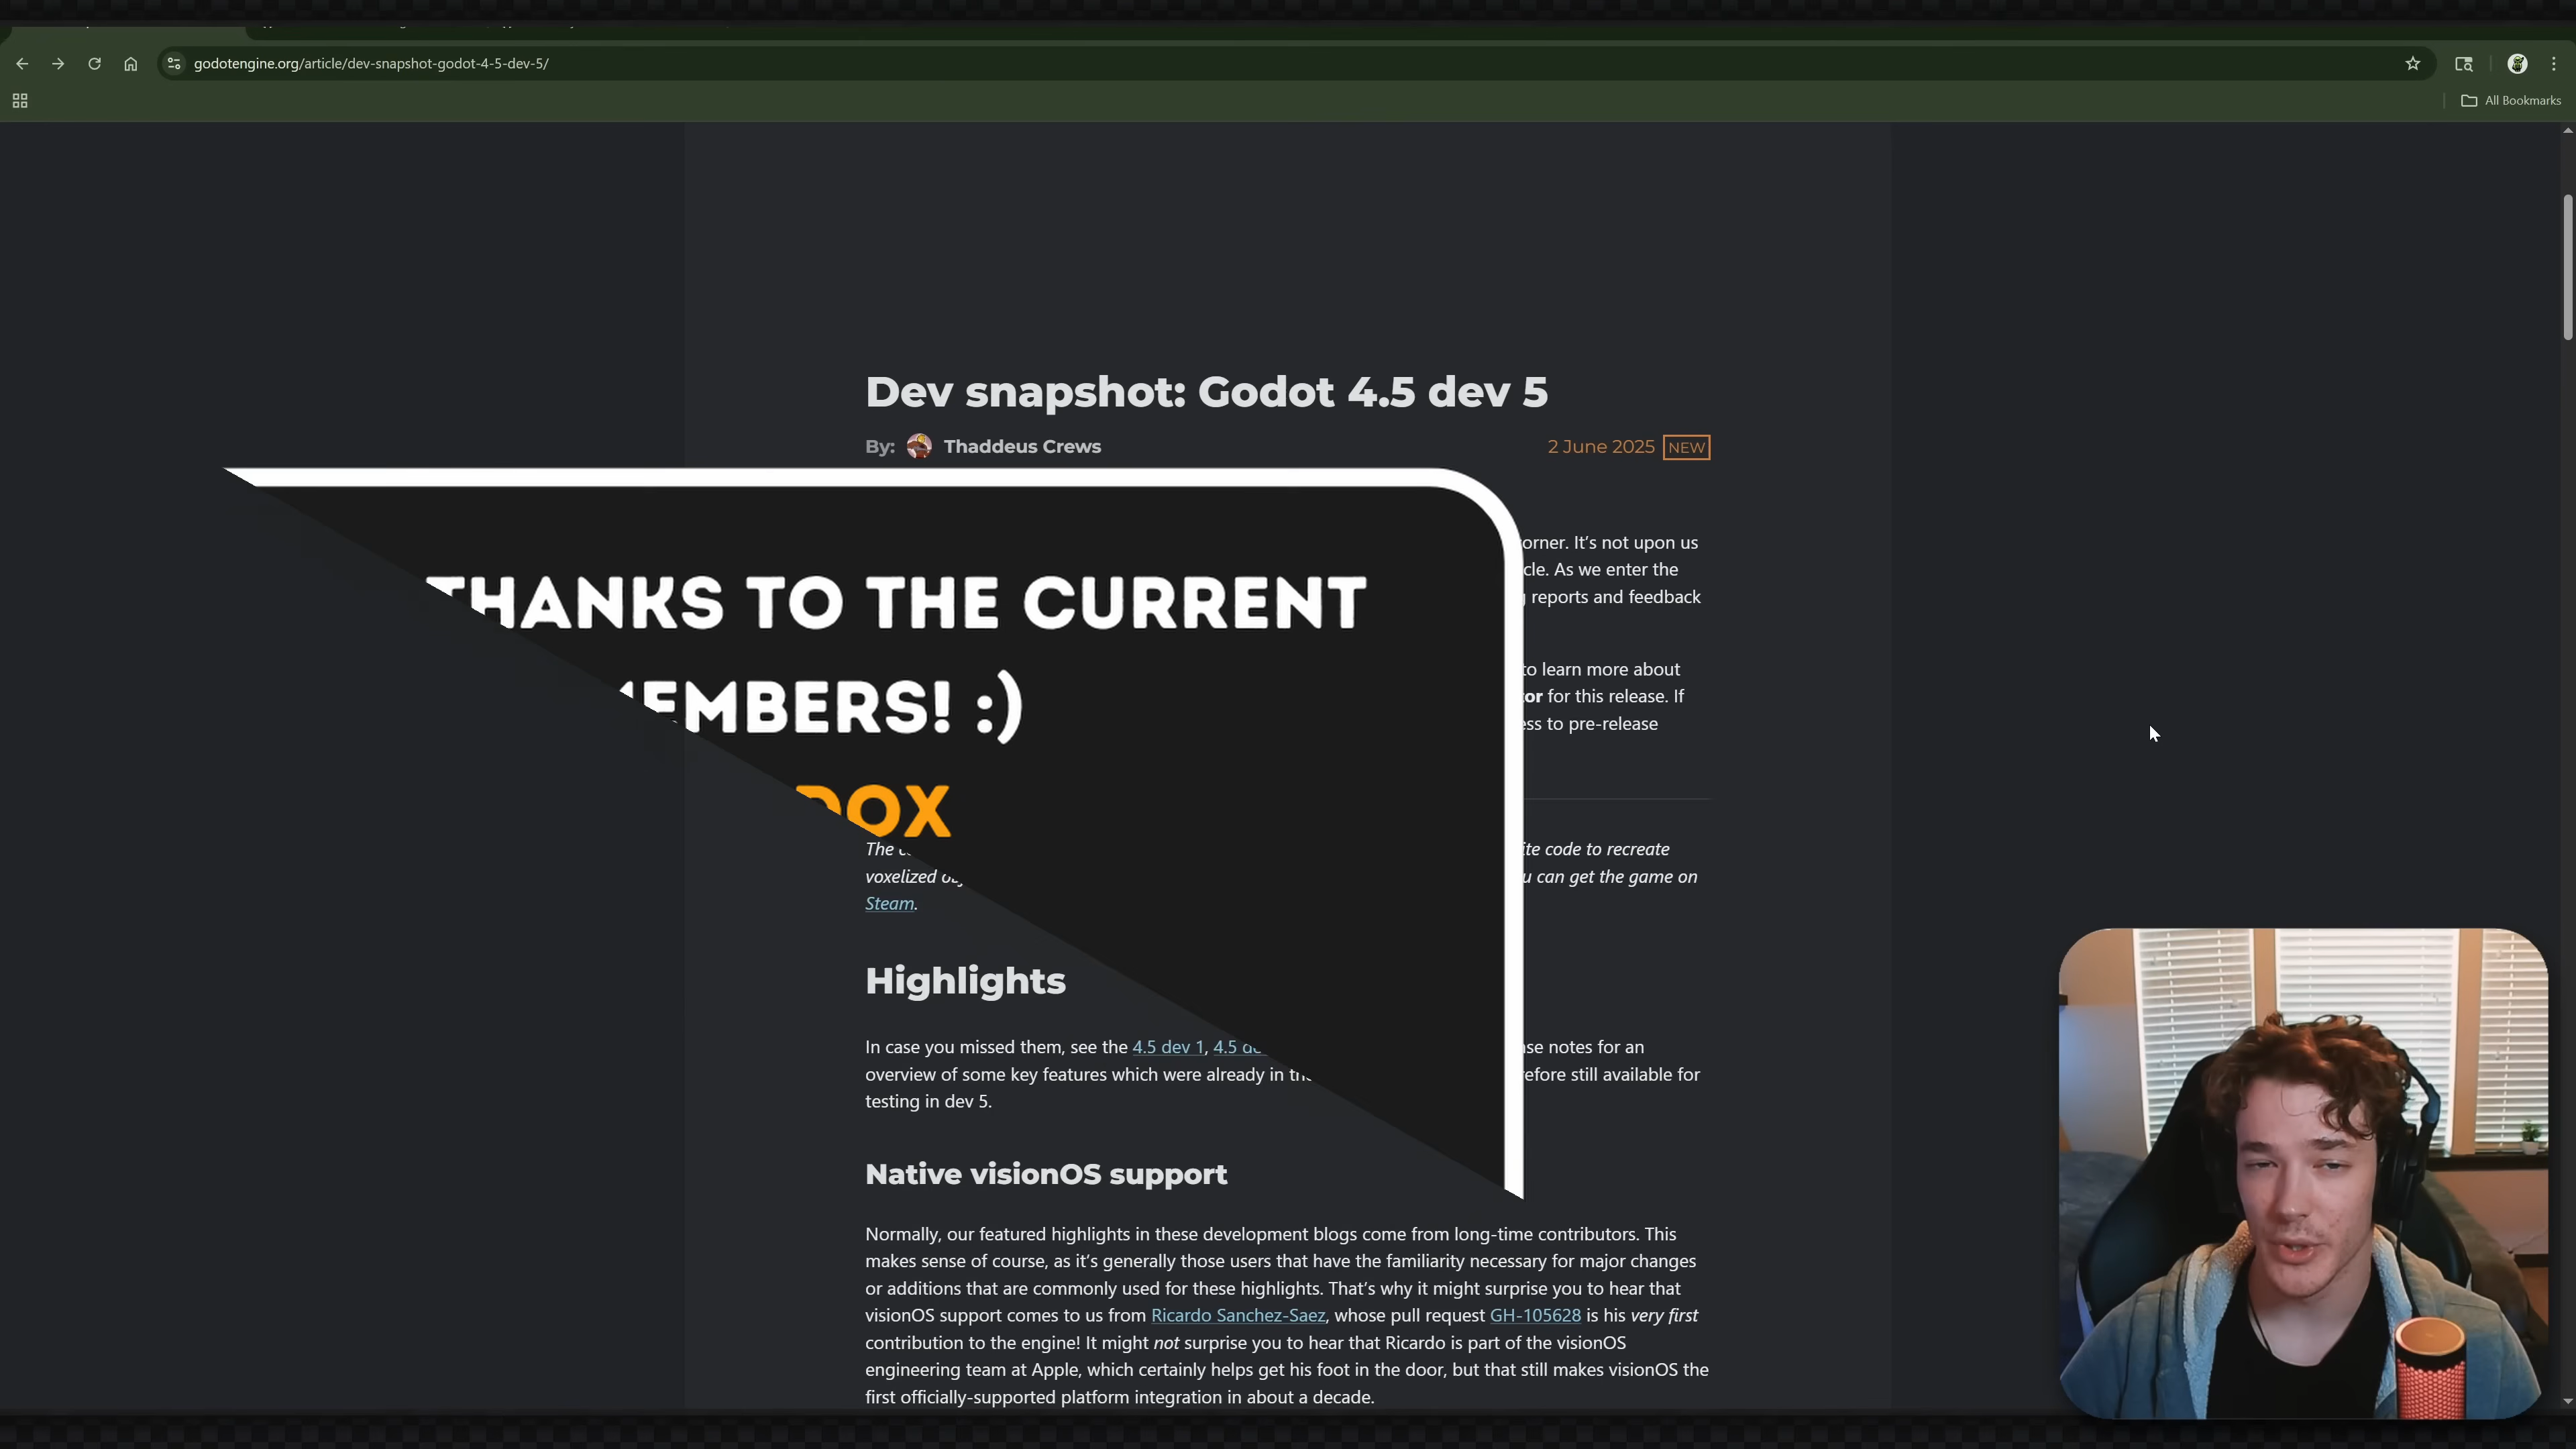 godotengine.org/article/dev-snapshot-godot-4-5-dev-5/
All Bookmarks
Dev snapshot: Godot 4.5 dev 5
By: Thaddeus Crews
2 June 2025 NEW
THANKS TO THE CURRENT
MEMBERS! :)
orner. It's not upon us
cle. As we enter the
reports and feedback
to learn more about
for this release. If
ess to pre-release
The
ite code to recreate
voxelized
u can get the game on
Steam.
Highlights
In case you missed them, see the 4.5 dev 1, 4.5
se notes for an
overview of some key features which were already in
efore still available for
testing in dev 5.
Native visionOS support
Normally, our featured highlights in these development blogs come from long-time contributors. This
makes sense of course, as it's generally those users that have the familiarity necessary for major changes
or additions that are commonly used for these highlights. That's why it might surprise you to hear that
visionOS support comes to us from Ricardo Sanchez-Saez, whose pull request GH-105628 is his very first
contribution to the engine! It might not surprise you to hear that Ricardo is part of the visionOS
engineering team at Apple, which certainly helps get his foot in the door, but that still makes visionOS the
first officially-supported platform integration in about a decade.